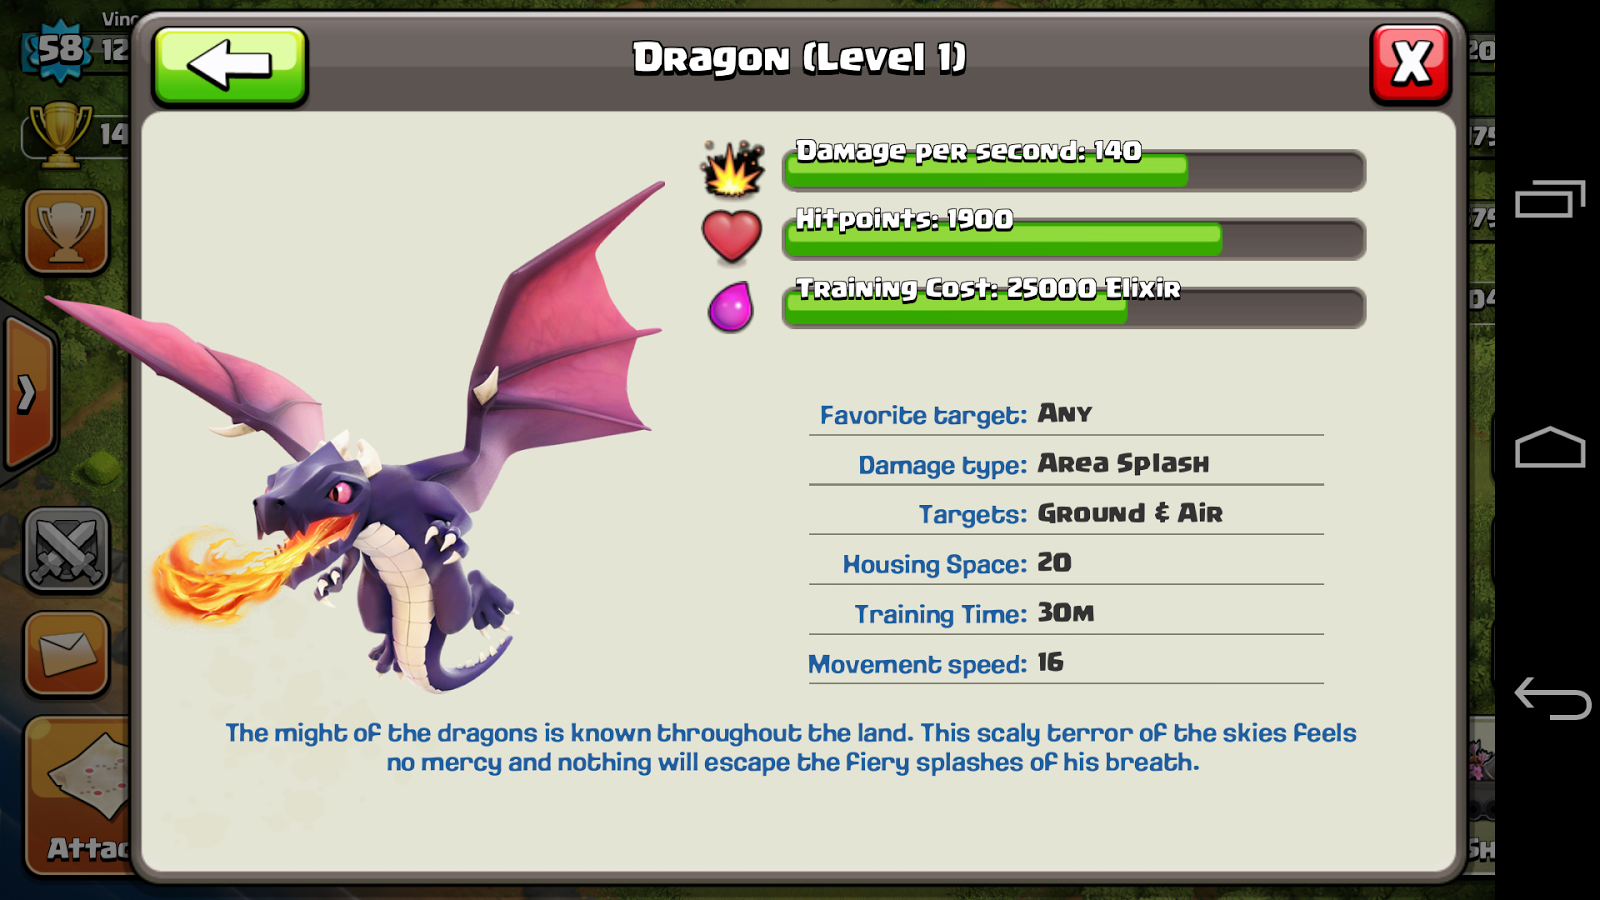 Vinc
58
12
14
Dragon (Level 1)
X
Damage per second: 140
Hitpoints: 1900
Training Cost: 25000 Elixir
Favorite target: Any
Damage type: Area Splash
Targets: Ground & Air
Housing Space: 20
Training Time: 30m
Movement speed: 16
The might of the dragons is known throughout the land. This scaly terror of the skies feels
no mercy and nothing will escape the fiery splashes of his breath.
Attac